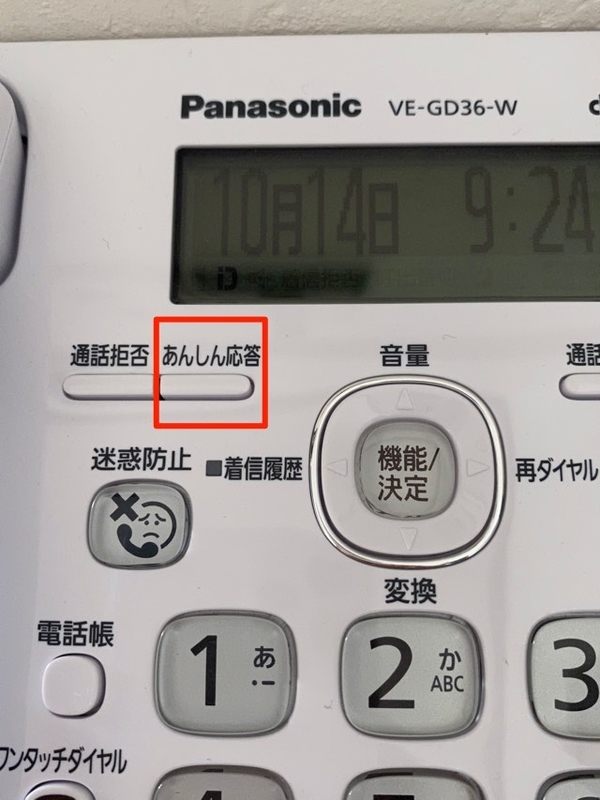 Panasonic VE-GD36-W
10月14日 9:24
通話拒否 あんしん応答 音量 通話
迷惑防止 ■着信履歴 機能/
決定 再ダイヤル
変換
電話帳 1 あ 2 か
ABC 3
ワンタッチダイヤル